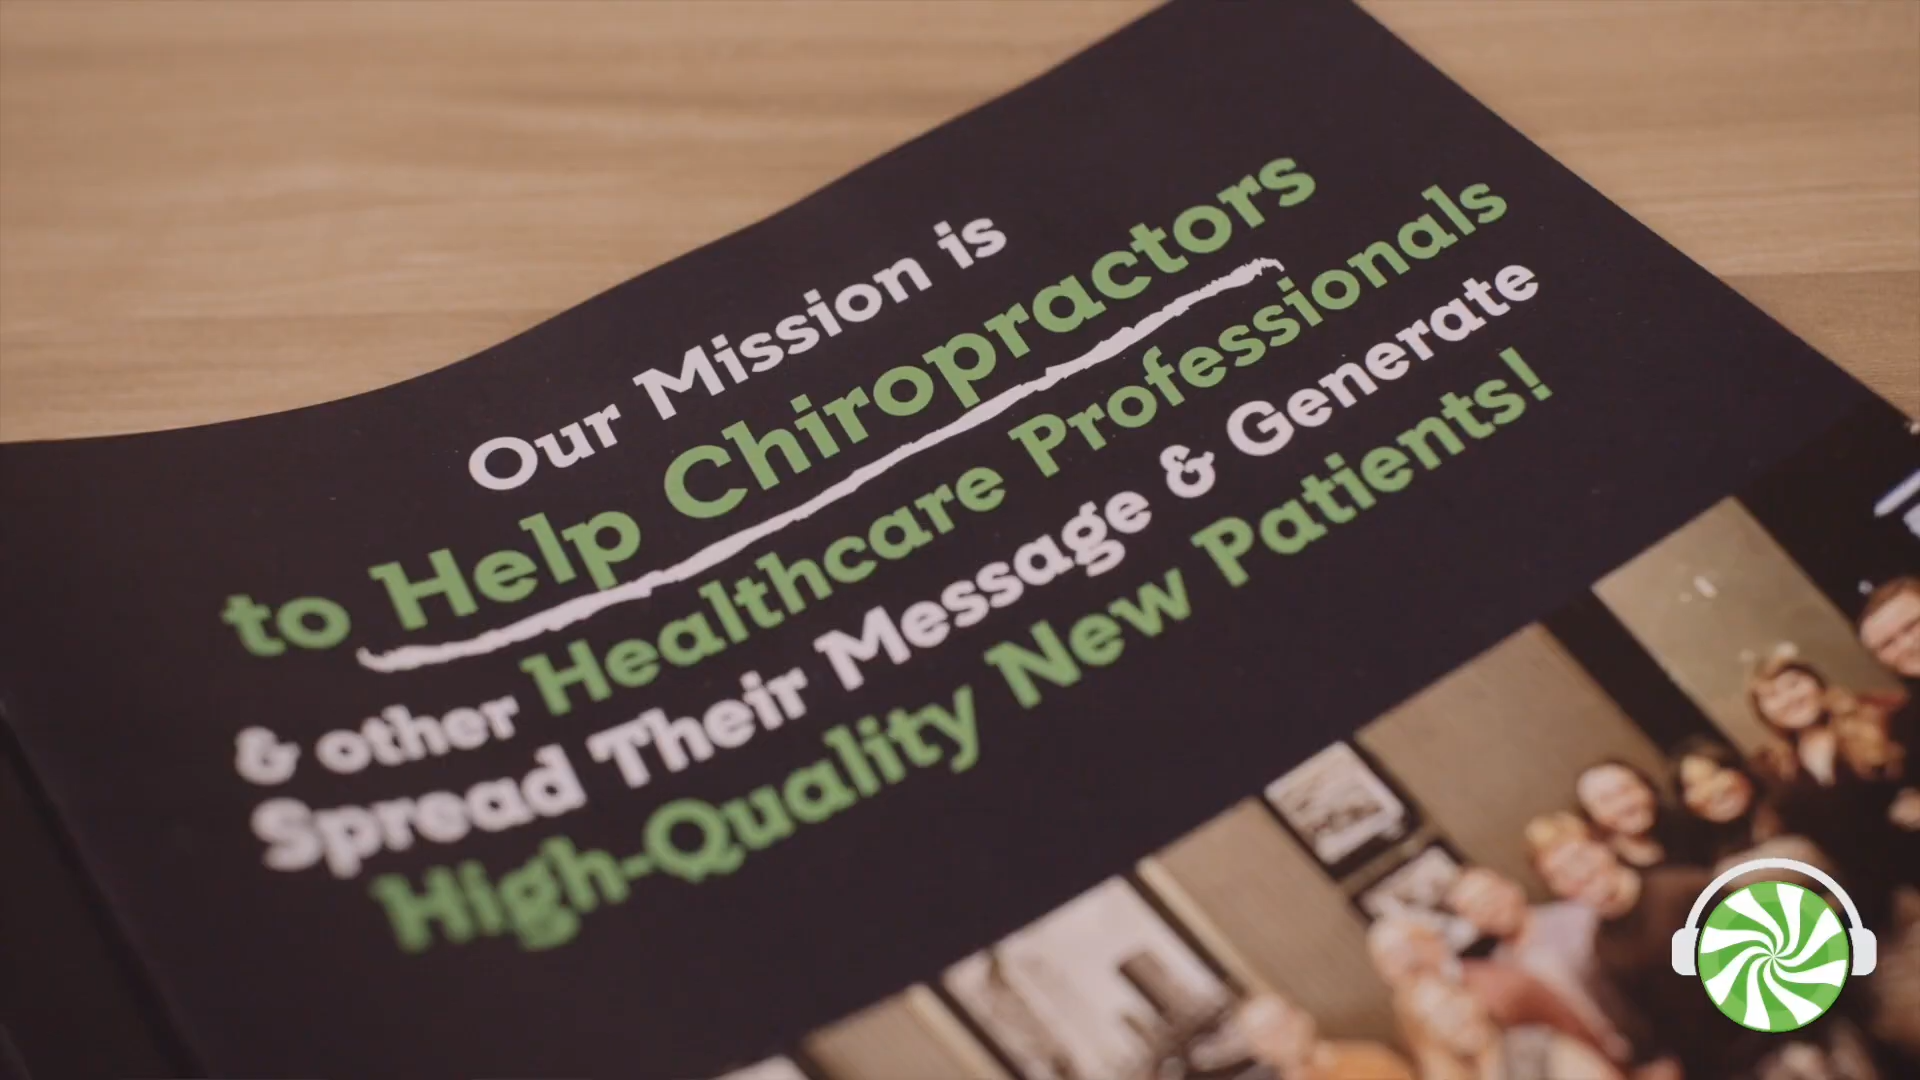 Our Mission is
to Help Chiropractors
& other Healthcare Professionals
Spread Their Message & Generate
High-Quality New Patients!